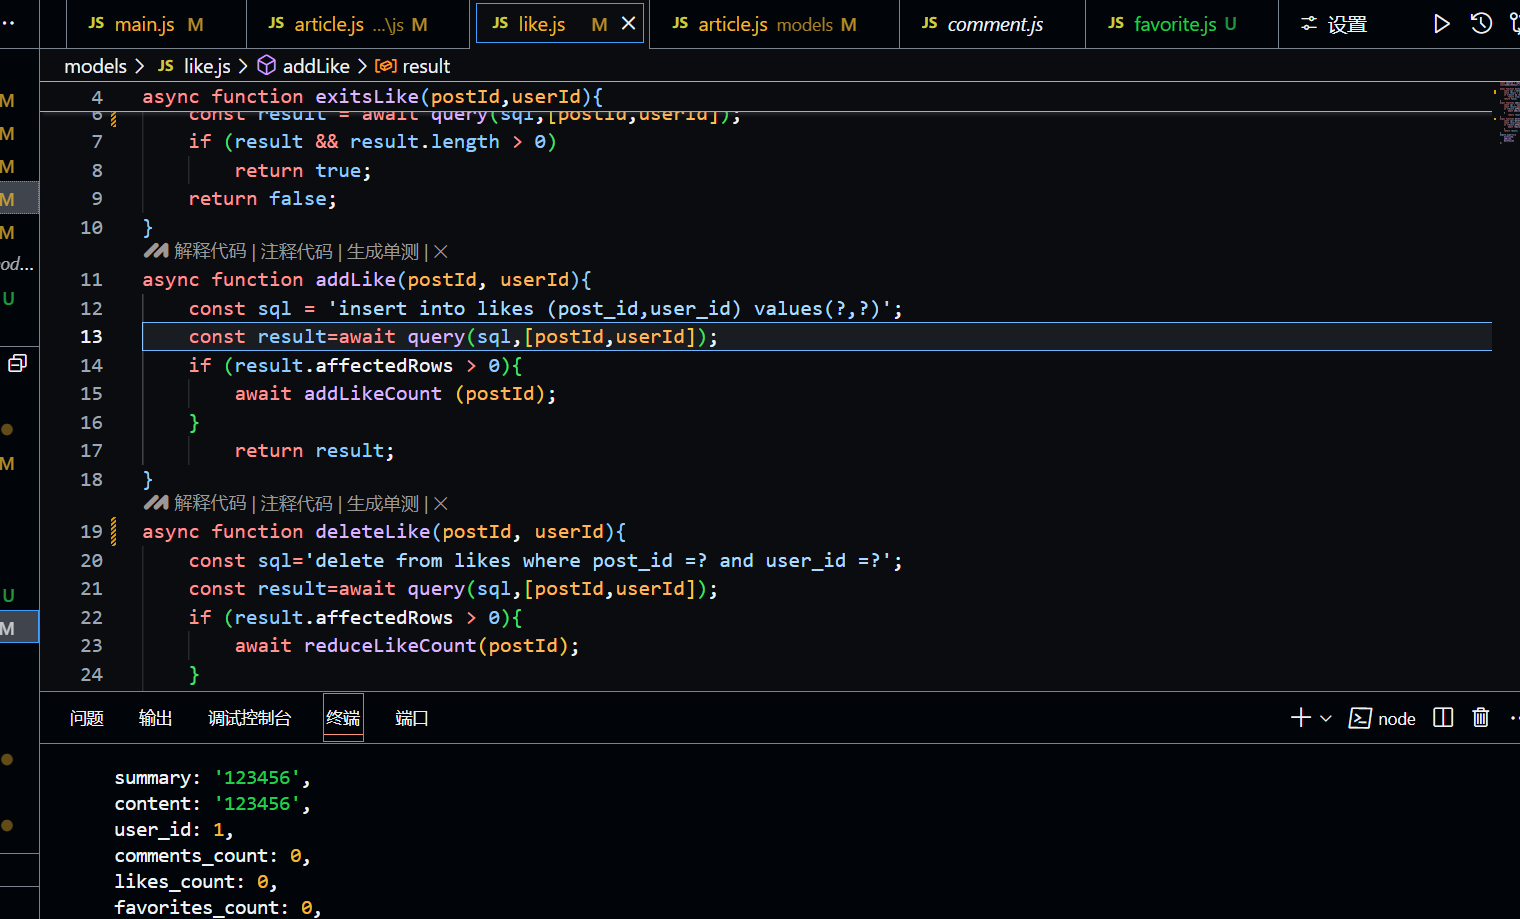 JS main.js M JS article.js ...\js M JS like.js M JS article.js models M JS comment.js JS favorite.js U 设置
models > JS like.js > addLike > result
4 async function exitsLike(postId,userId){
6 const result = await query(sql,[postId,userId]);
7 if (result && result.length > 0)
8 return true;
9 return false;
10 }
解释代码 | 注释代码 | 生成单测 |
11 async function addLike(postId, userId){
12 const sql = 'insert into likes (post_id,user_id) values(?,?)';
13 const result=await query(sql,[postId,userId]);
14 if (result.affectedRows > 0){
15 await addLikeCount (postId);
16 }
17 return result;
18 }
解释代码 | 注释代码 | 生成单测 |
19 async function deleteLike(postId, userId){
20 const sql='delete from likes where post_id =? and user_id =?';
21 const result=await query(sql,[postId,userId]);
22 if (result.affectedRows > 0){
23 await reduceLikeCount(postId);
24 }
M
M
M
M
M
od...
U
M
U
M
问题 输出 调试控制台 终端 端口 node
summary: '123456',
content: '123456',
user_id: 1,
comments_count: 0,
likes_count: 0,
favorites_count: 0,